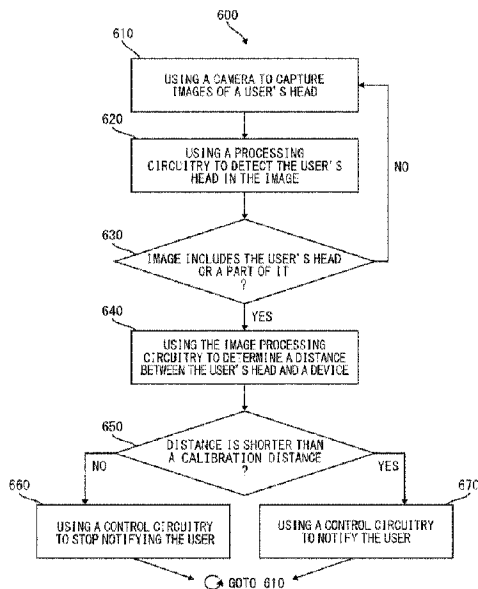 600
610
USING A CAMERA TO CAPTURE
IMAGES OF A USER'S HEAD
620
USING A PROCESSING
CIRCUITRY TO DETECT THE USER'S
HEAD IN THE IMAGE
NO
630
IMAGE INCLUDES THE USER'S HEAD
OR A PART OF IT
?
YES
640
USING THE IMAGE PROCESSING
CIRCUITRY TO DETERMINE A DISTANCE
BETWEEN THE USER'S HEAD AND A DEVICE
650
DISTANCE IS SHORTER THAN
A CALIBRATION DISTANCE
?
NO
YES
660
USING A CONTROL CIRCUITRY
TO STOP NOTIFYING THE USER
670
USING A CONTROL CIRCUITRY
TO NOTIFY THE USER
GOTO 610